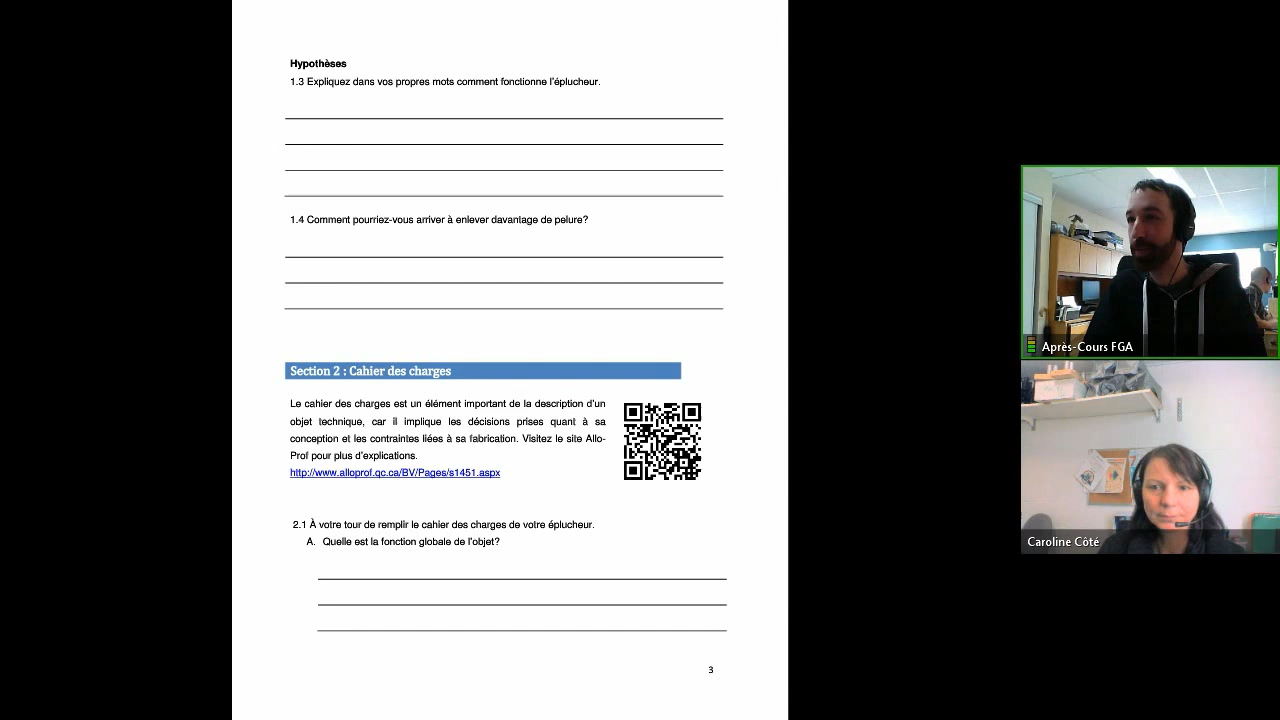 Hypothèses
1.3 Expliquez dans vos propres mots comment fonctionne l'éplucheur.
1.4 Comment pourriez-vous arriver à enlever davantage de pelure?
Section 2 : Cahier des charges
Le cahier des charges est un élément important de la description d'un
objet technique, car il implique les décisions prises quant à sa
conception et les contraintes liées à sa fabrication. Visitez le site Allo-
Prof pour plus d'explications.
http://www.alloprof.qc.ca/BV/Pages/s1451.aspx
2.1 À votre tour de remplir le cahier des charges de votre éplucheur.
A. Quelle est la fonction globale de l'objet?
3
Après-Cours FGA
Caroline Côté